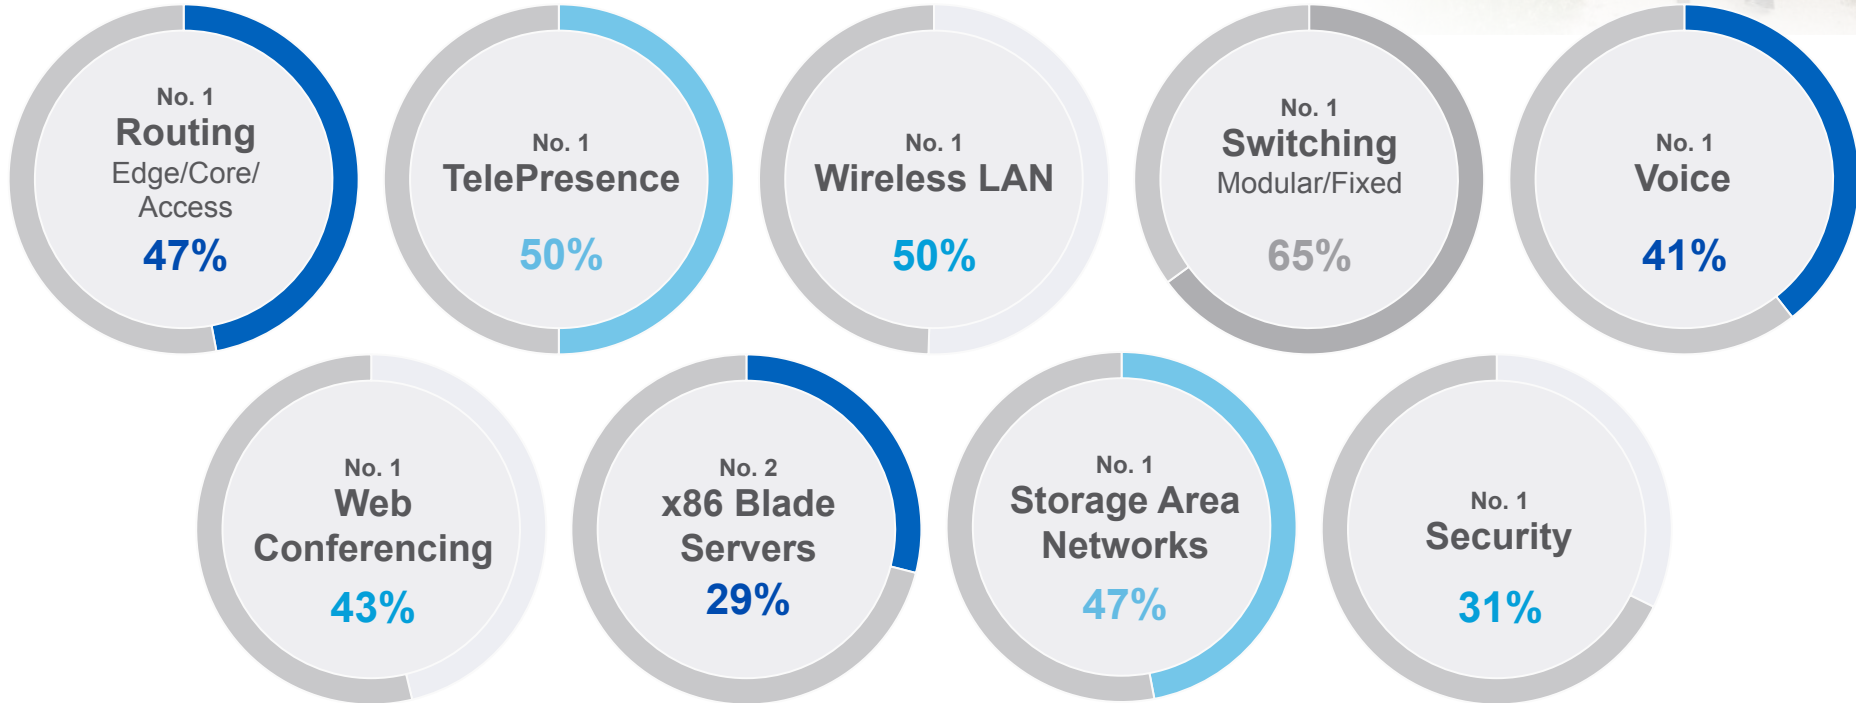 No. 1
Routing
Edge/Core/
Access
47%
No. 1
TelePresence
50%
No. 1
Wireless LAN
50%
No. 1
Switching
Modular/Fixed
65%
No. 1
Voice
41%
No. 1
Web
Conferencing
43%
No. 2
x86 Blade
Servers
29%
No. 1
Storage Area
Networks
47%
No. 1
Security
31%